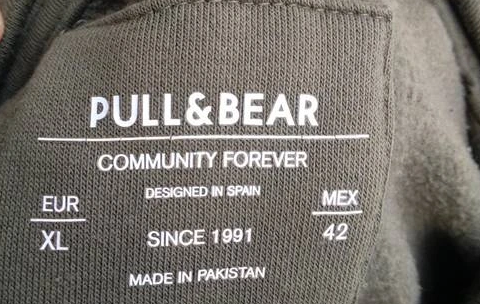 PULL&BEAR
COMMUNITY FOREVER
DESIGNED IN SPAIN
EUR
XL
MEX
42
SINCE 1991
MADE IN PAKISTAN